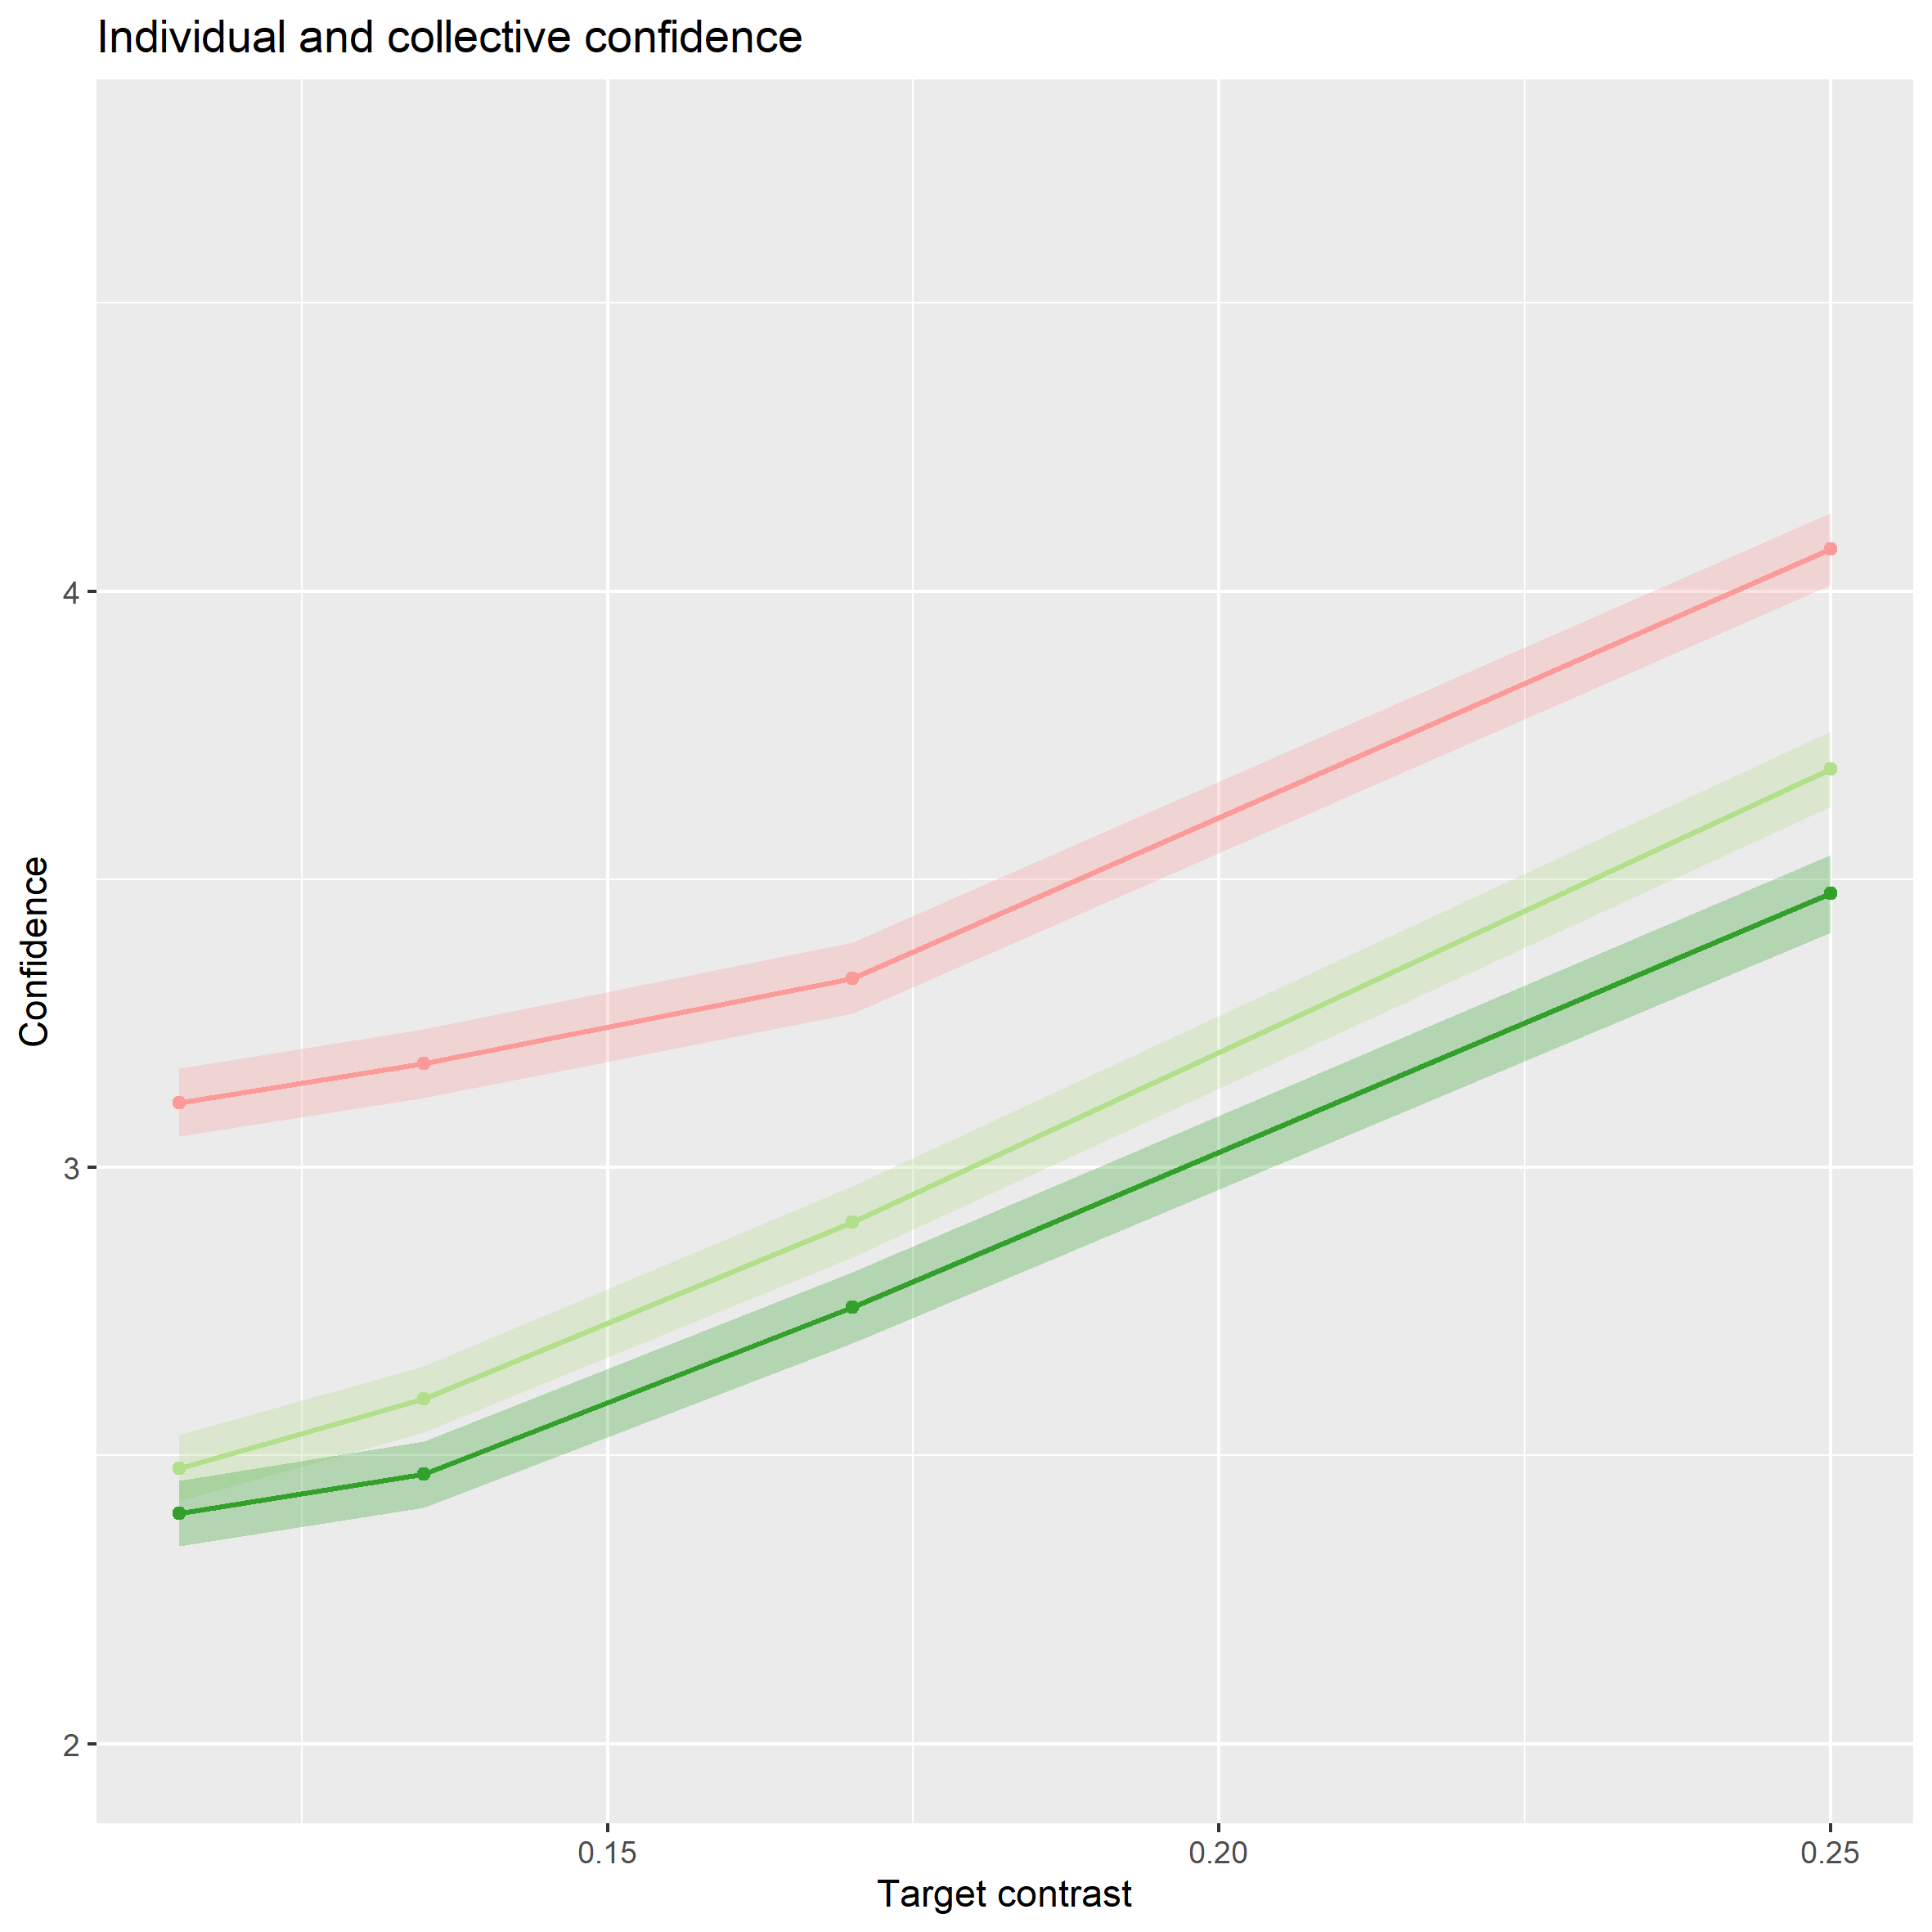 Individual and collective confidence
Confidence
4
3
2
0.15
0.20
0.25
Target contrast